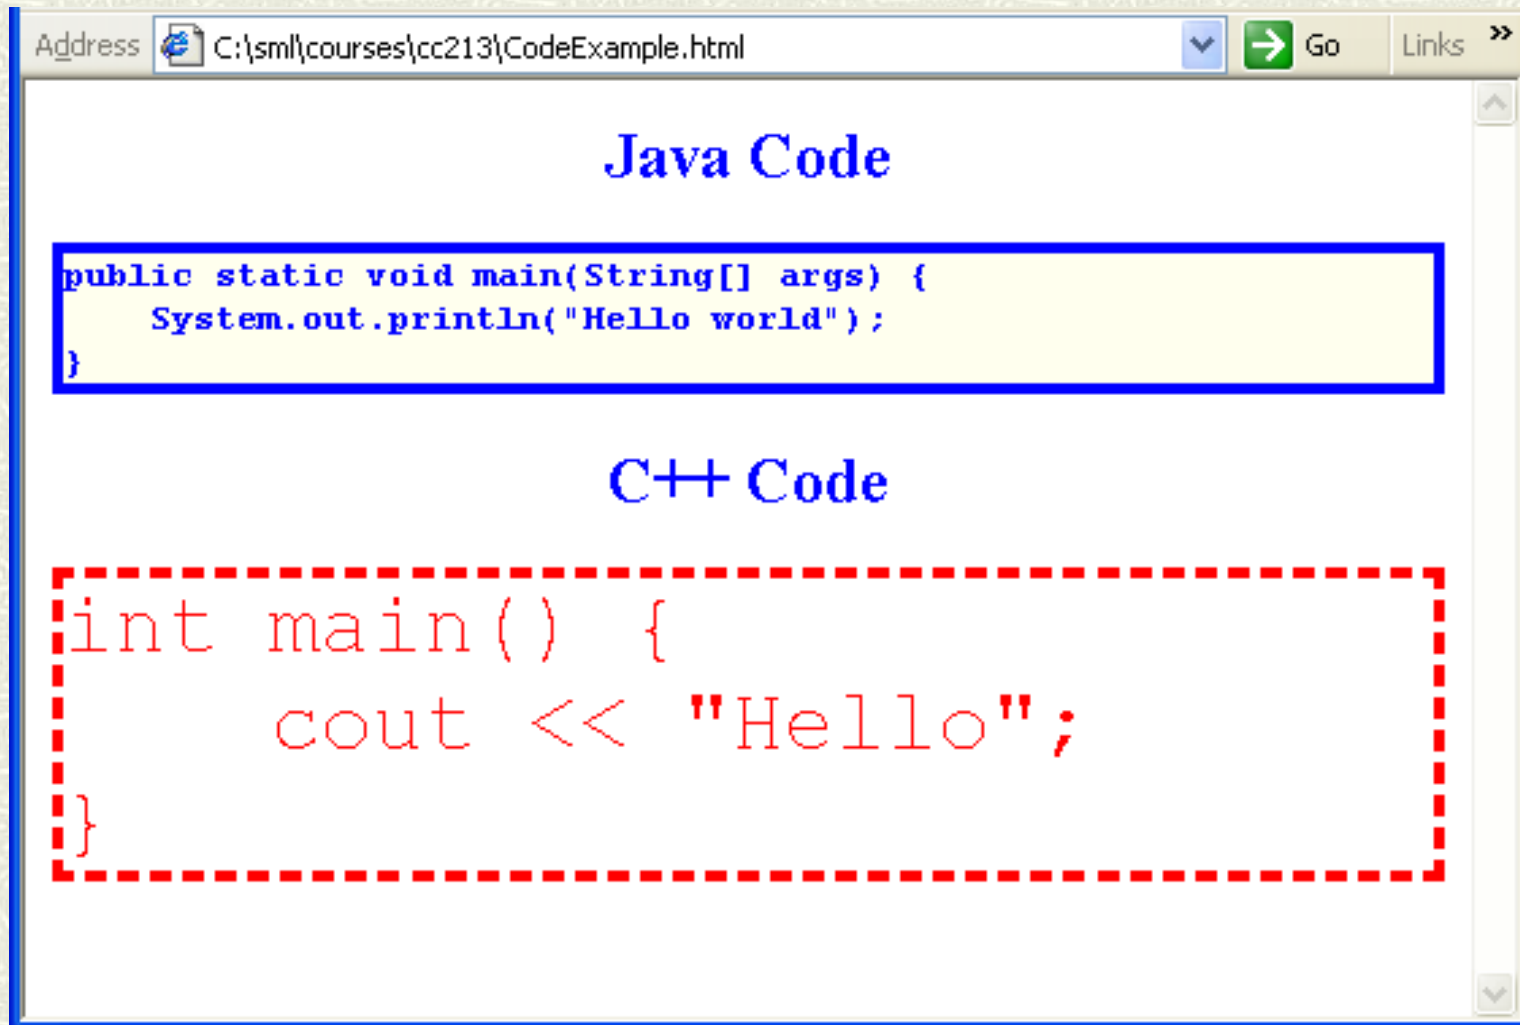 Address C:\sml\courses\cc213\CodeExample.html Go Links »
Java Code
public static void main(String[] args) {
    System.out.println("Hello world");
}
C++ Code
int main() {
    cout << "Hello";
}